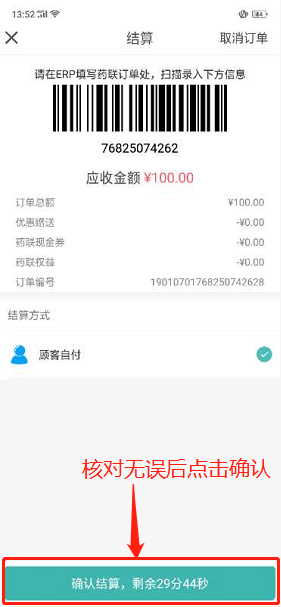 13:52
64
结算
取消订单
请在ERP填写药联订单处，扫描录入下方信息
76825074262
应收金额 ¥100.00
订单总额 ¥100.00
优惠赠送 -¥0.00
药联现金券 -¥0.00
药联权益 -¥0.00
订单编号 19010701768250742628
结算方式
顾客自付
核对无误后点击确认
确认结算，剩余29分44秒